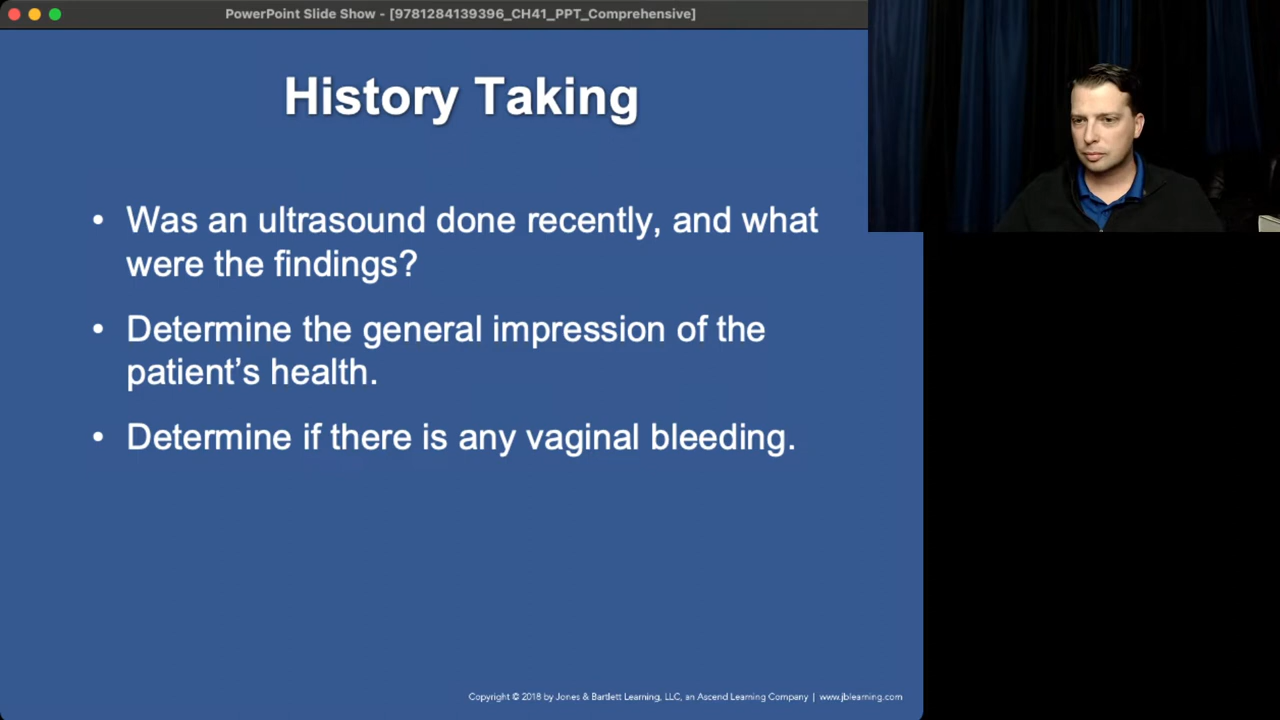 PowerPoint Slide Show - [9781284139396_CH41_PPT_Comprehensive]
History Taking
• Was an ultrasound done recently, and what
were the findings?
• Determine the general impression of the
patient’s health.
• Determine if there is any vaginal bleeding.
Copyright © 2018 by Jones & Bartlett Learning, LLC, an Ascend Learning Company | www.jblearning.com